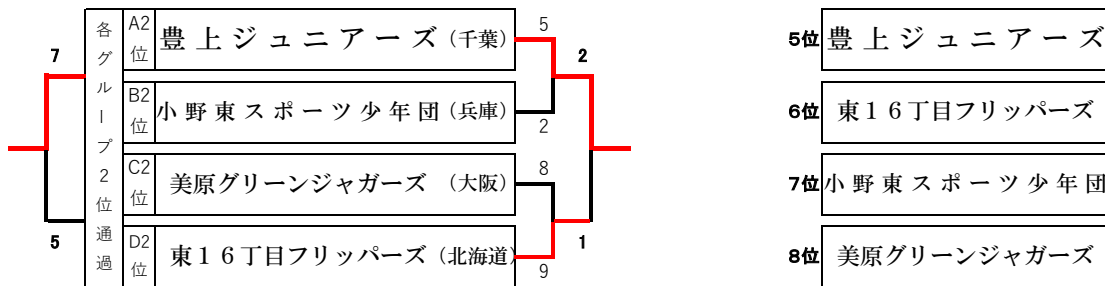 各グループ2位通過
7
5
A2位 豊上ジュニアーズ（千葉） 5
B2位 小野東スポーツ少年団（兵庫） 2
C2位 美原グリーンジャガーズ （大阪） 8
D2位 東１６丁目フリッパーズ（北海道） 9
2
1
5位 豊上ジュニアーズ
6位 東１６丁目フリッパーズ
7位 小野東スポーツ少年団
8位 美原グリーンジャガーズ